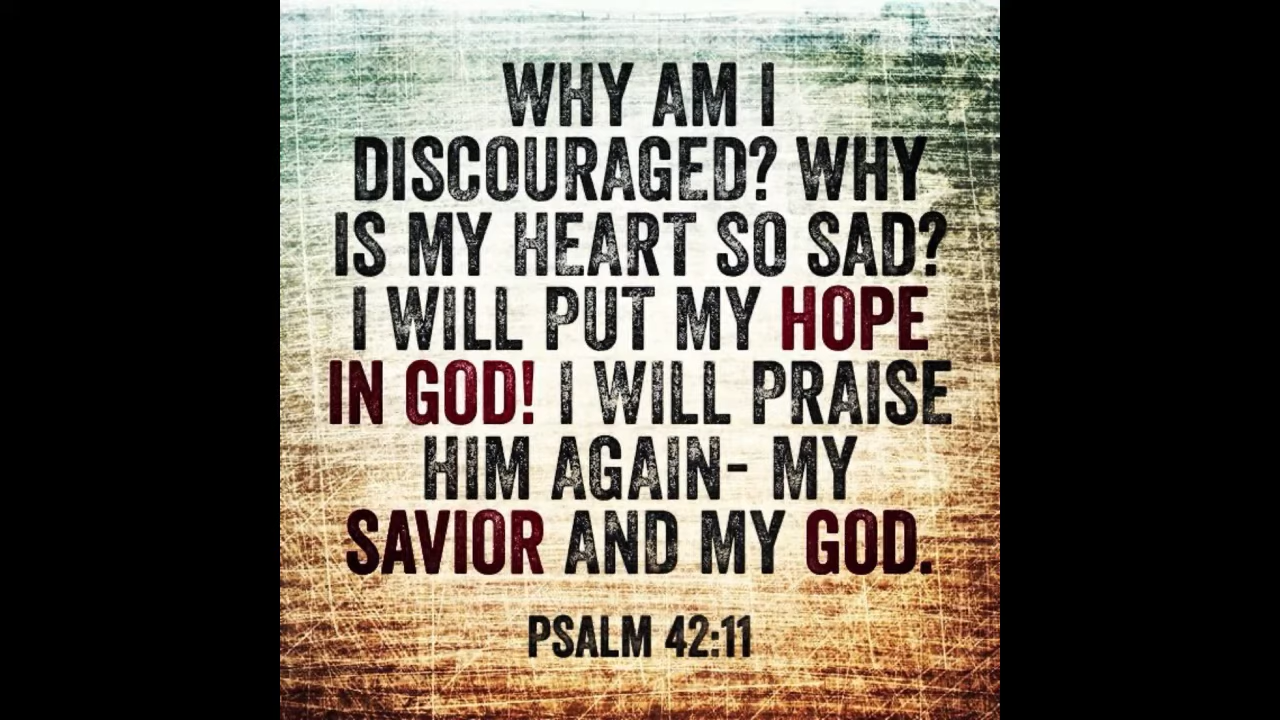 WHY AM I
DISCOURAGED? WHY
IS MY HEART SO SAD?
I WILL PUT MY HOPE
IN GOD! I WILL PRAISE
HIM AGAIN- MY
SAVIOR AND MY GOD.
PSALM 42:11